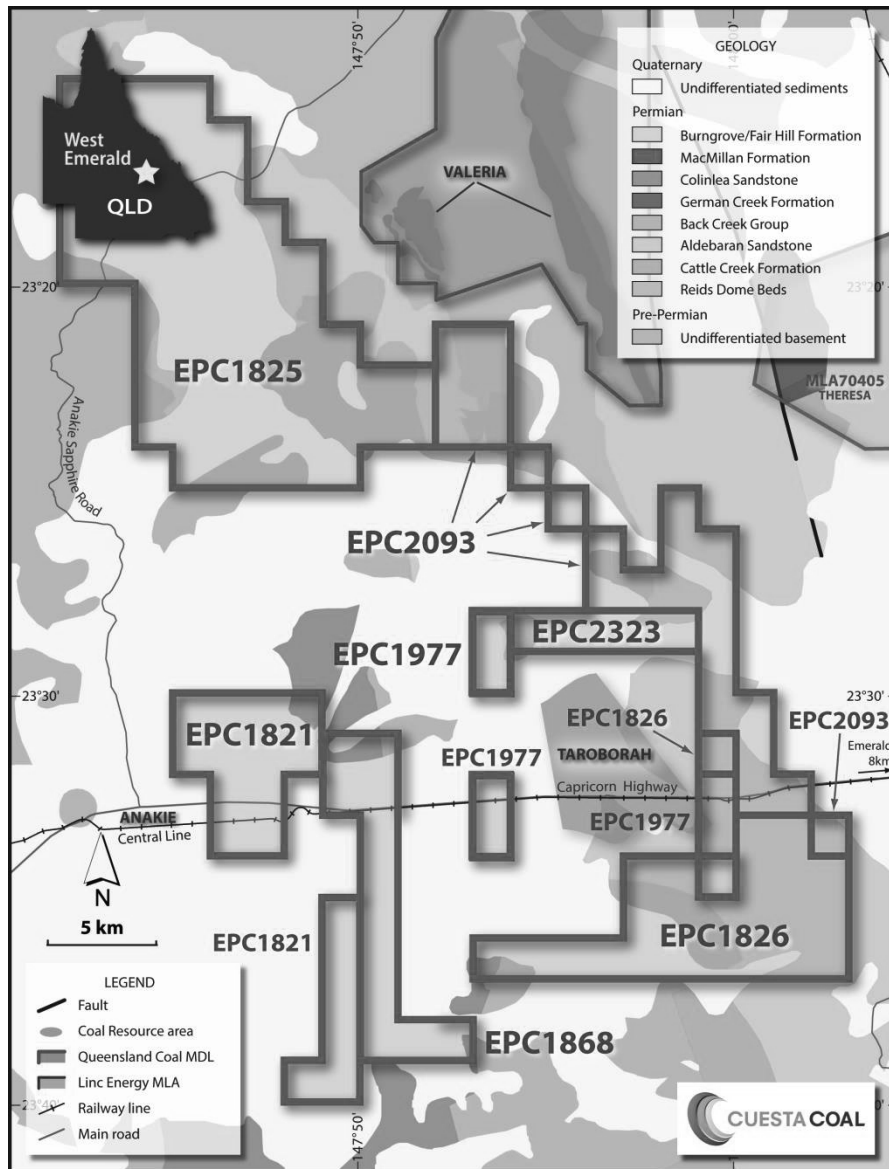 147°50'
GEOLOGY
Quaternary
Undifferentiated sediments
Permian
Burngrove/Fair Hill Formation
MacMillan Formation
Colinlea Sandstone
German Creek Formation
Back Creek Group
Aldebaran Sandstone
Cattle Creek Formation
Reids Dome Beds
Pre-Permian
Undifferentiated basement
West
Emerald
QLD
VALERIA
23°20'
23°20'
EPC1825
MLA70405
THERESA
Anakie Sapphire Road
EPC2093
EPC2323
EPC1977
23°30'
23°30'
EPC1821
EPC1826
EPC2093
TAROBORAH
Emerald
8km
EPC1977
Capricorn Highway
ANAKIE
Central Line
EPC1977
N
5 km
EPC1821
EPC1826
LEGEND
Fault
Coal Resource area
Queensland Coal MDL
Linc Energy MLA
Railway line
Main road
EPC1868
23°40'
147°50'
CUESTA COAL